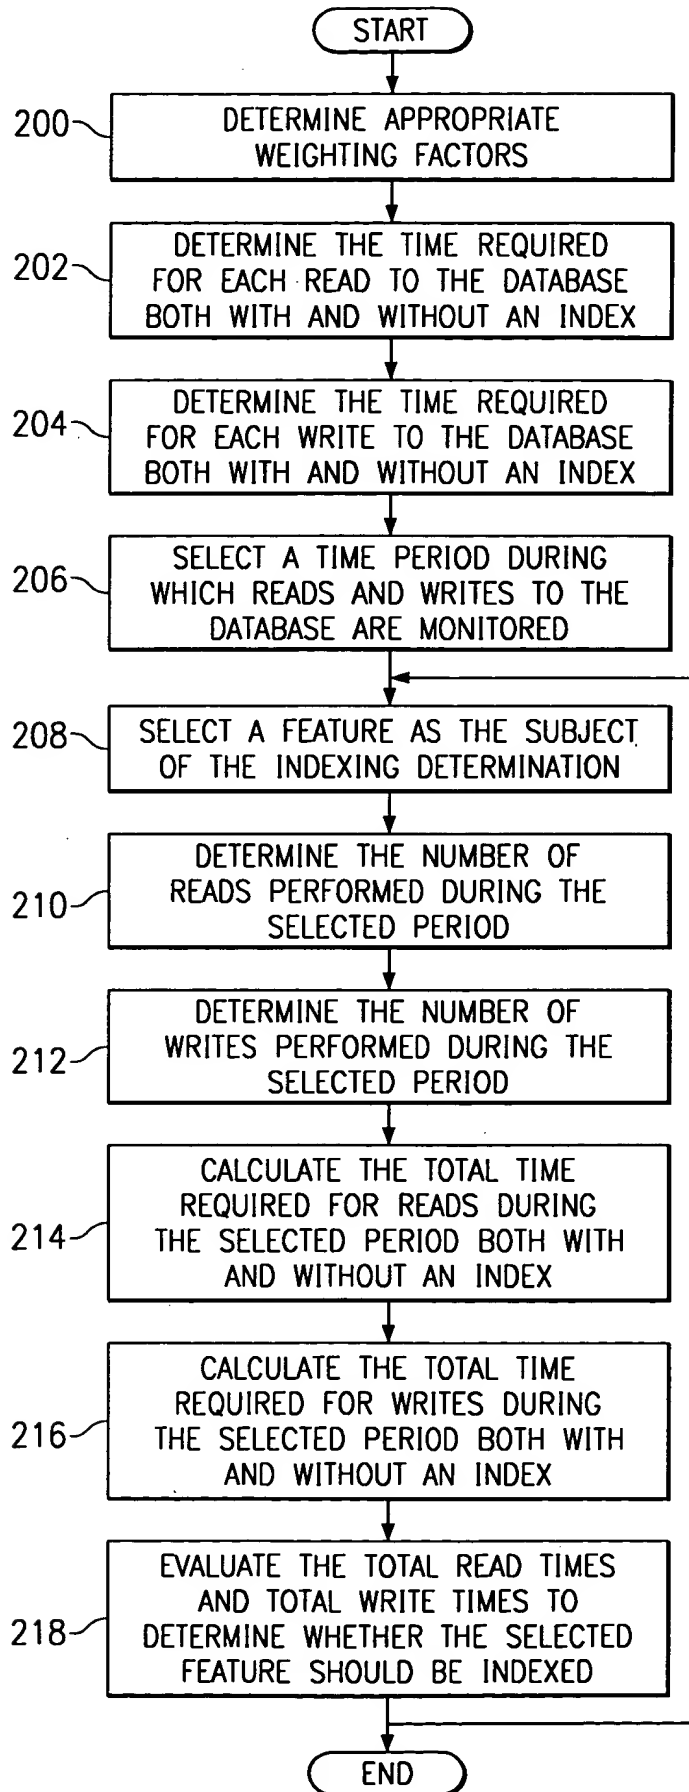 START
200
DETERMINE APPROPRIATE
WEIGHTING FACTORS
202
DETERMINE THE TIME REQUIRED
FOR EACH READ TO THE DATABASE
BOTH WITH AND WITHOUT AN INDEX
204
DETERMINE THE TIME REQUIRED
FOR EACH WRITE TO THE DATABASE
BOTH WITH AND WITHOUT AN INDEX
206
SELECT A TIME PERIOD DURING
WHICH READS AND WRITES TO THE
DATABASE ARE MONITORED
208
SELECT A FEATURE AS THE SUBJECT
OF THE INDEXING DETERMINATION
210
DETERMINE THE NUMBER OF
READS PERFORMED DURING THE
SELECTED PERIOD
212
DETERMINE THE NUMBER OF
WRITES PERFORMED DURING THE
SELECTED PERIOD
214
CALCULATE THE TOTAL TIME
REQUIRED FOR READS DURING
THE SELECTED PERIOD BOTH WITH
AND WITHOUT AN INDEX
216
CALCULATE THE TOTAL TIME
REQUIRED FOR WRITES DURING
THE SELECTED PERIOD BOTH WITH
AND WITHOUT AN INDEX
218
EVALUATE THE TOTAL READ TIMES
AND TOTAL WRITE TIMES TO
DETERMINE WHETHER THE SELECTED
FEATURE SHOULD BE INDEXED
END